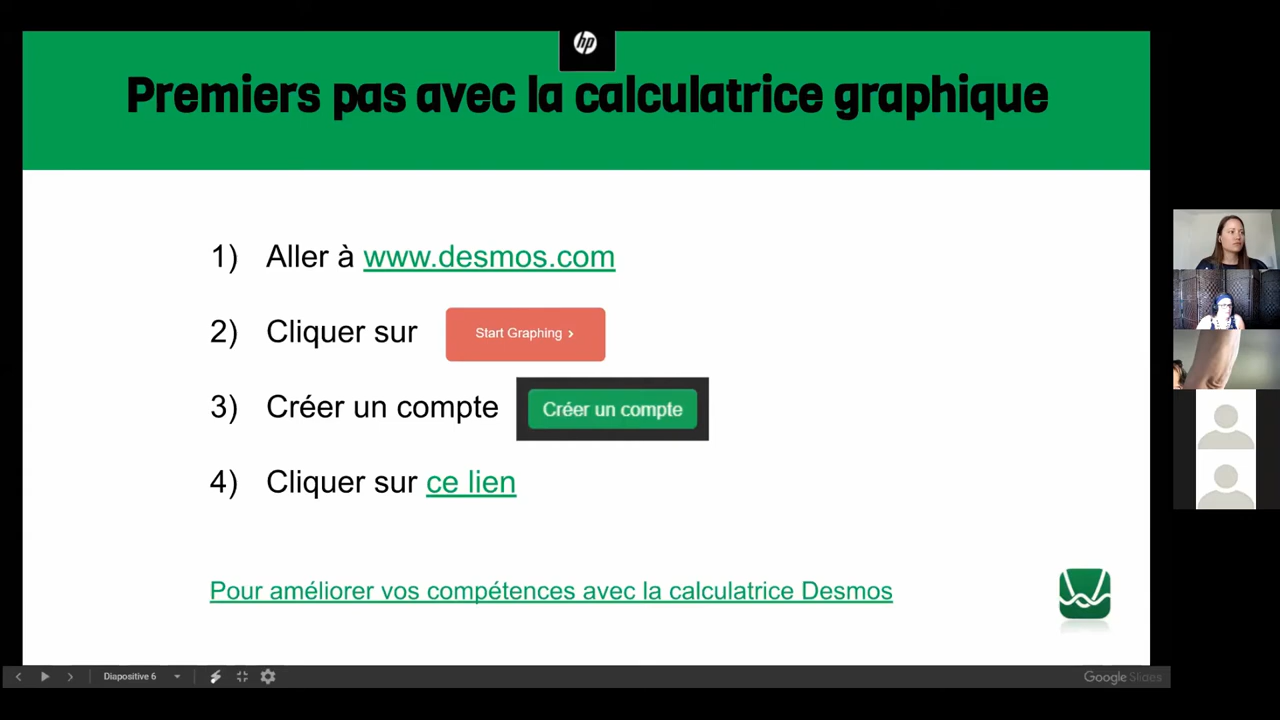 hp
Premiers pas avec la calculatrice graphique
1) Aller à www.desmos.com
2) Cliquer sur Start Graphing >
3) Créer un compte Créer un compte
4) Cliquer sur ce lien
Pour améliorer vos compétences avec la calculatrice Desmos
Diapositive 6
Google Slides